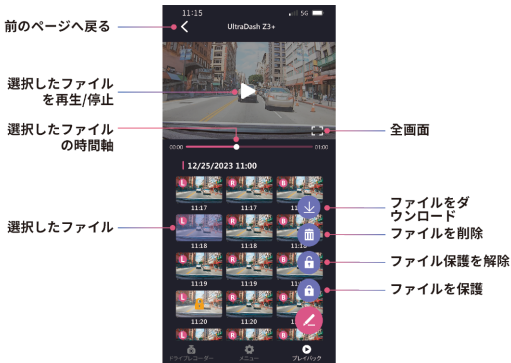 11:15
5G
前のページへ戻る
UltraDash Z3+
選択したファイル
を再生/停止
選択したファイル
の時間軸
全画面
00:00
01:00
12/25/2023 11:00
L
R
B
11:17
11:17
11:17
ファイルをダ
ウンロード
選択したファイル
L
R
ファイルを削除
11:18
11:18
11:18
ファイル保護を解除
L
R
11:19
11:19
ファイルを保護
L
R
11:20
11:20
L
R
B
ドライブレコーダー
メニュー
プレイバック